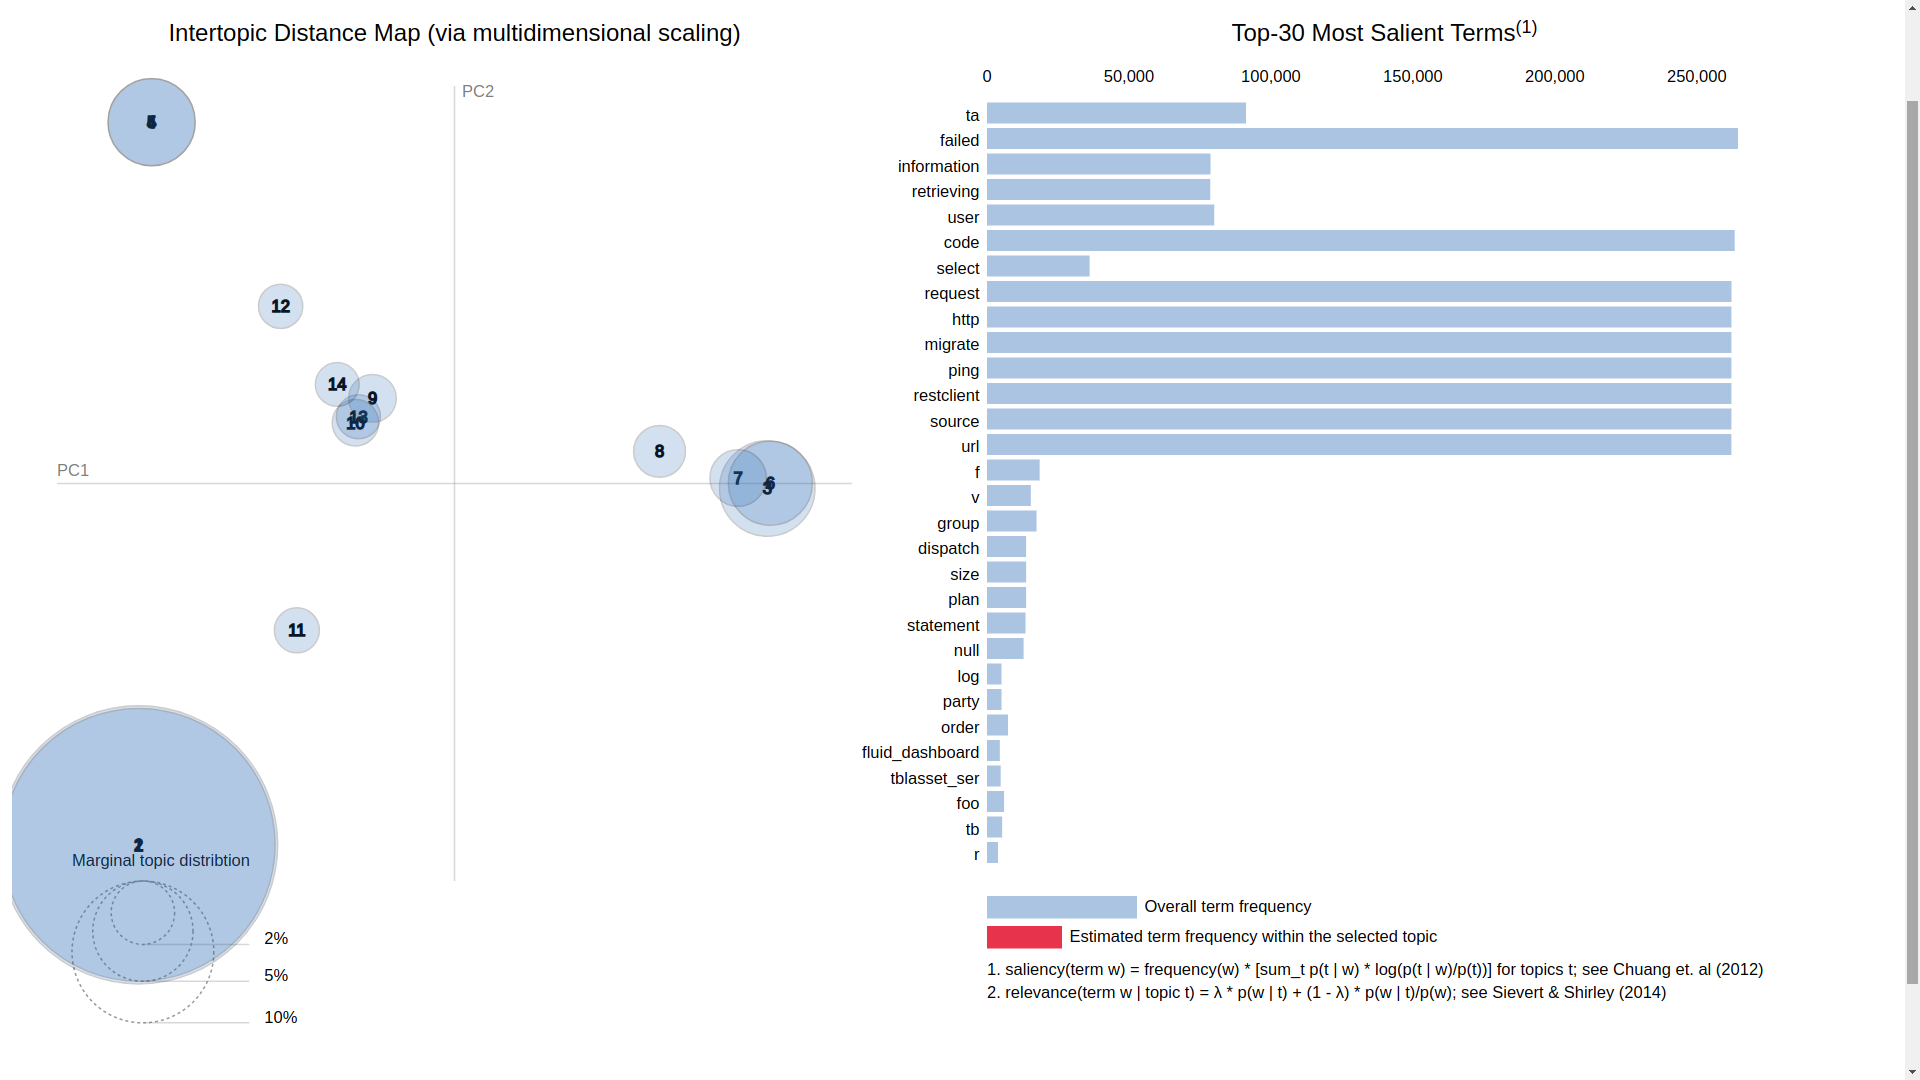 Intertopic Distance Map (via multidimensional scaling)
PC2
PC1
12
14
9
13
10
8
7
6
3
11
2
Marginal topic distribtion
2%
5%
10%
Top-30 Most Salient Terms(1)
0 50,000 100,000 150,000 200,000 250,000
ta
failed
information
retrieving
user
code
select
request
http
migrate
ping
restclient
source
url
f
v
group
dispatch
size
plan
statement
null
log
party
order
fluid_dashboard
tblasset_ser
foo
tb
r
Overall term frequency
Estimated term frequency within the selected topic
1. saliency(term w) = frequency(w) * [sum_t p(t | w) * log(p(t | w)/p(t))] for topics t; see Chuang et. al (2012)
2. relevance(term w | topic t) = λ * p(w | t) + (1 - λ) * p(w | t)/p(w); see Sievert & Shirley (2014)